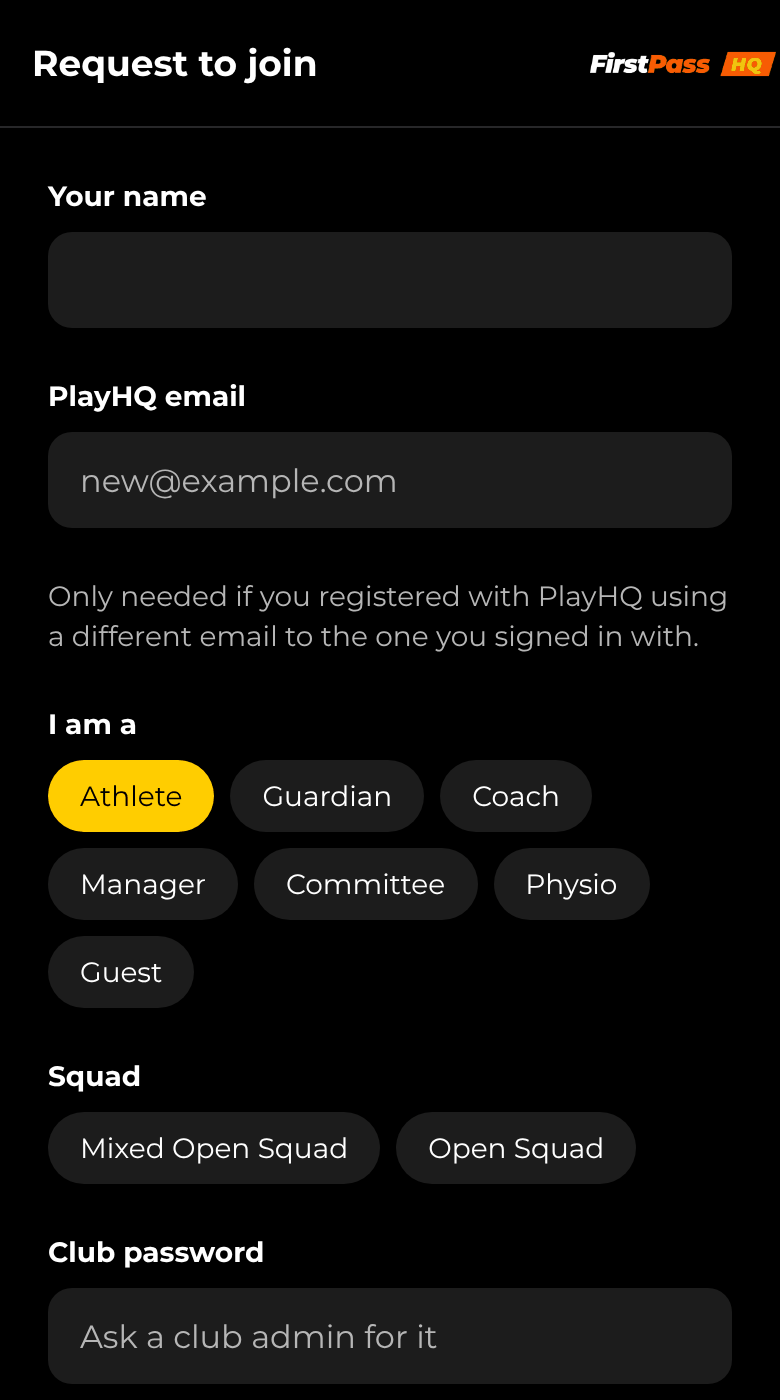 Request to join
FirstPass HQ
Your name
PlayHQ email
new@example.com
Only needed if you registered with PlayHQ using
a different email to the one you signed in with.
I am a
Athlete Guardian Coach
Manager Committee Physio
Guest
Squad
Mixed Open Squad Open Squad
Club password
Ask a club admin for it